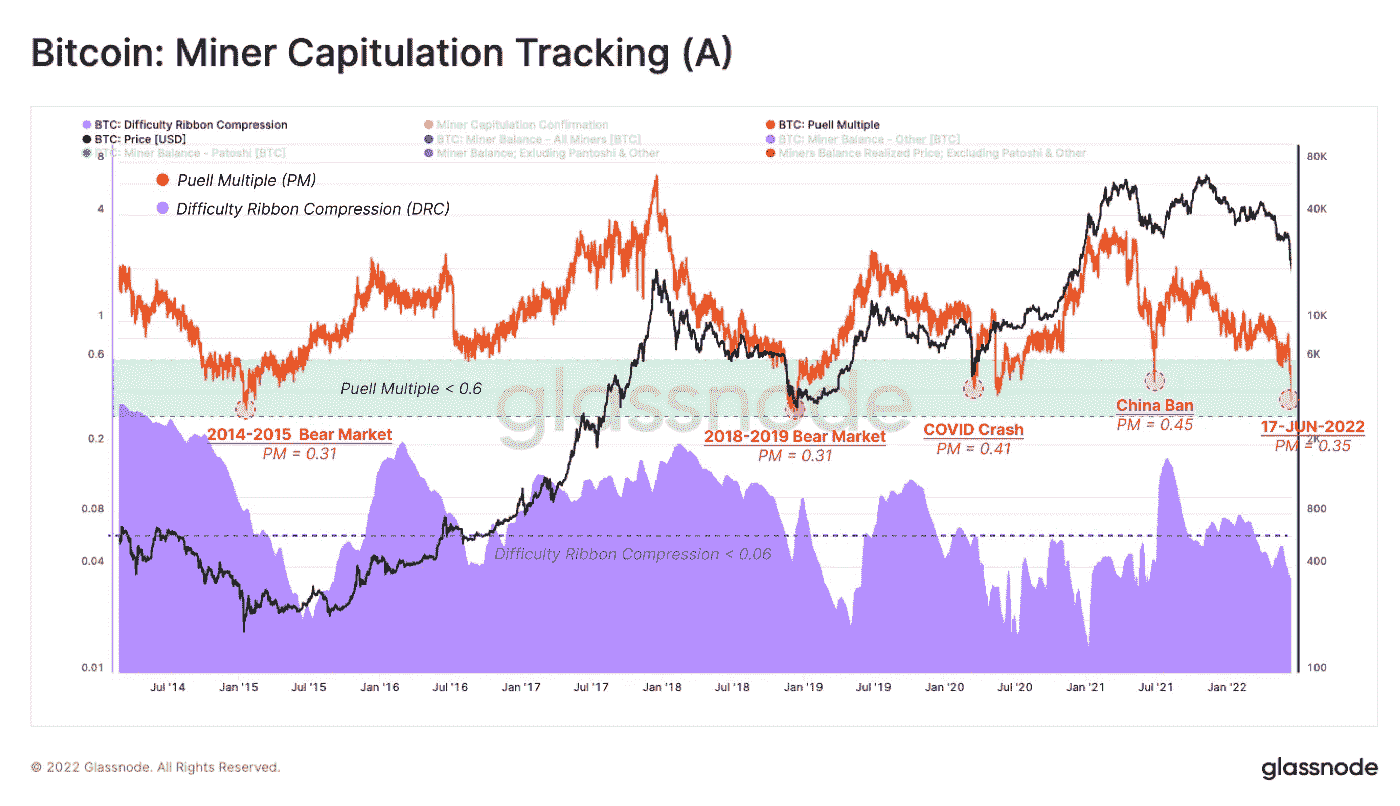 Bitcoin: Miner Capitulation Tracking (A)
BTC: Difficulty Ribbon Compression
Miner Capitulation Confirmation
BTC: Puell Multiple
BTC: Price [USD]
BTC: Miner Balance - All Miners [BTC]
BTC: Miner Balance - Other [BTC]
BTC: Miner Balance - Patoshi [BTC]
Miner Balance; Exluding Pantoshi & Other
Miners Balance Realized Price; Excluding Patoshi & Other
Puell Multiple (PM)
Difficulty Ribbon Compression (DRC)
8
4
1
0.6
0.2
0.08
0.04
0.01
80K
40K
10K
6K
2K
800
400
100
Puell Multiple < 0.6
glassnode
2014-2015 Bear Market
PM = 0.31
2018-2019 Bear Market
PM = 0.31
COVID Crash
PM = 0.41
China Ban
PM = 0.45
17-JUN-2022
PM = 0.35
Difficulty Ribbon Compression < 0.06
Jul '14 Jan '15 Jul '15 Jan '16 Jul '16 Jan '17 Jul '17 Jan '18 Jul '18 Jan '19 Jul '19 Jan '20 Jul '20 Jan '21 Jul '21 Jan '22
© 2022 Glassnode. All Rights Reserved.
glassnode